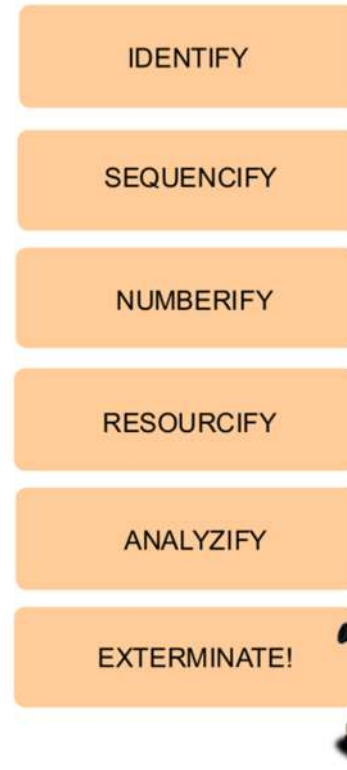 IDENTIFY
SEQUENCIFY
NUMBERIFY
RESOURCIFY
ANALYZIFY
EXTERMINATE!